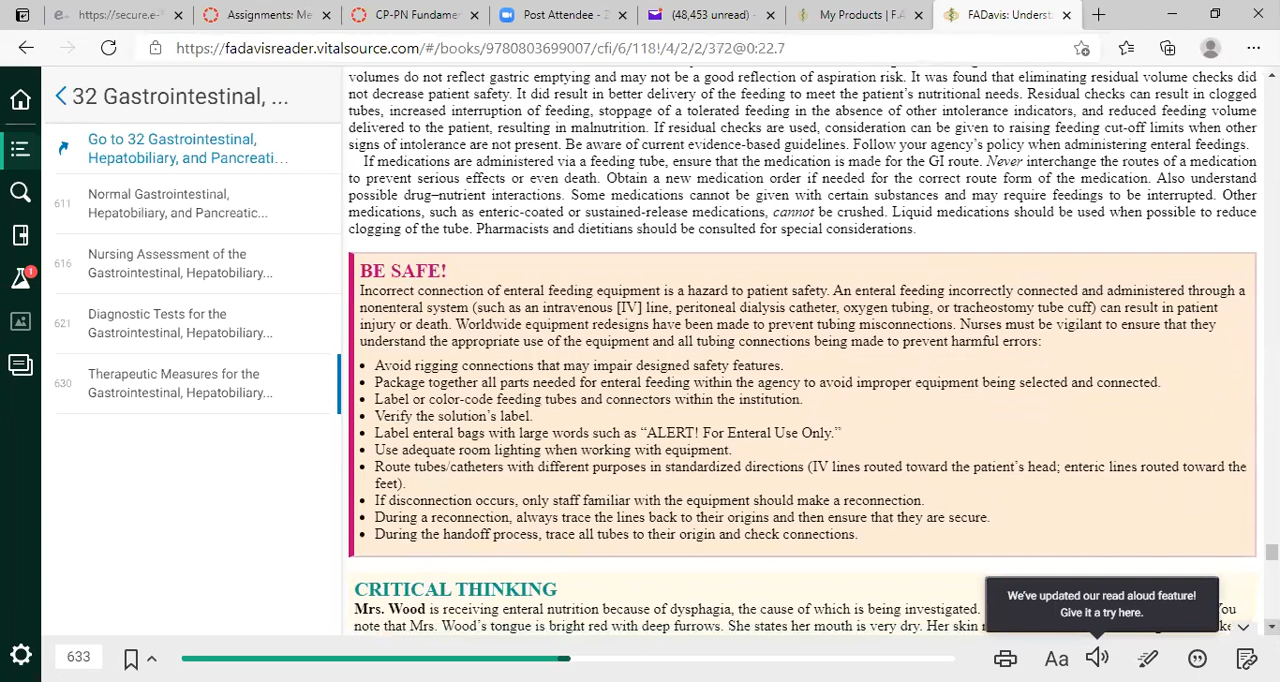 https://secure.e-
Assignments: Me
CP-PN Fundame
Post Attendee - Z
(48,453 unread) -
My Products | F.A
FADavis: Underst
https://fadavisreader.vitalsource.com/#/books/9780803699007/cfi/6/118!/4/2/2/372@0:22.7
32 Gastrointestinal, ...
Go to 32 Gastrointestinal,
Hepatobiliary, and Pancreati...
611
Normal Gastrointestinal,
Hepatobiliary, and Pancreatic...
616
Nursing Assessment of the
Gastrointestinal, Hepatobiliary...
621
Diagnostic Tests for the
Gastrointestinal, Hepatobiliary...
630
Therapeutic Measures for the
Gastrointestinal, Hepatobiliary...
1
volumes do not reflect gastric emptying and may not be a good reflection of aspiration risk. It was found that eliminating residual volume checks did
not decrease patient safety. It did result in better delivery of the feeding to meet the patient's nutritional needs. Residual checks can result in clogged
tubes, increased interruption of feeding, stoppage of a tolerated feeding in the absence of other intolerance indicators, and reduced feeding volume
delivered to the patient, resulting in malnutrition. If residual checks are used, consideration can be given to raising feeding cut-off limits when other
signs of intolerance are not present. Be aware of current evidence-based guidelines. Follow your agency's policy when administering enteral feedings.
If medications are administered via a feeding tube, ensure that the medication is made for the GI route. Never interchange the routes of a medication
to prevent serious effects or even death. Obtain a new medication order if needed for the correct route form of the medication. Also understand
possible drug–nutrient interactions. Some medications cannot be given with certain substances and may require feedings to be interrupted. Other
medications, such as enteric-coated or sustained-release medications, cannot be crushed. Liquid medications should be used when possible to reduce
clogging of the tube. Pharmacists and dietitians should be consulted for special considerations.
BE SAFE!
Incorrect connection of enteral feeding equipment is a hazard to patient safety. An enteral feeding incorrectly connected and administered through a
nonenteral system (such as an intravenous [IV] line, peritoneal dialysis catheter, oxygen tubing, or tracheostomy tube cuff) can result in patient
injury or death. Worldwide equipment redesigns have been made to prevent tubing misconnections. Nurses must be vigilant to ensure that they
understand the appropriate use of the equipment and all tubing connections being made to prevent harmful errors:
• Avoid rigging connections that may impair designed safety features.
• Package together all parts needed for enteral feeding within the agency to avoid improper equipment being selected and connected.
• Label or color-code feeding tubes and connectors within the institution.
• Verify the solution's label.
• Label enteral bags with large words such as “ALERT! For Enteral Use Only.”
• Use adequate room lighting when working with equipment.
• Route tubes/catheters with different purposes in standardized directions (IV lines routed toward the patient's head; enteric lines routed toward the
feet).
• If disconnection occurs, only staff familiar with the equipment should make a reconnection.
• During a reconnection, always trace the lines back to their origins and then ensure that they are secure.
• During the handoff process, trace all tubes to their origin and check connections.
CRITICAL THINKING
Mrs. Wood is receiving enteral nutrition because of dysphagia, the cause of which is being investigated.
note that Mrs. Wood's tongue is bright red with deep furrows. She states her mouth is very dry. Her skin
We've updated our read aloud feature!
Give it a try here.
633
Aa